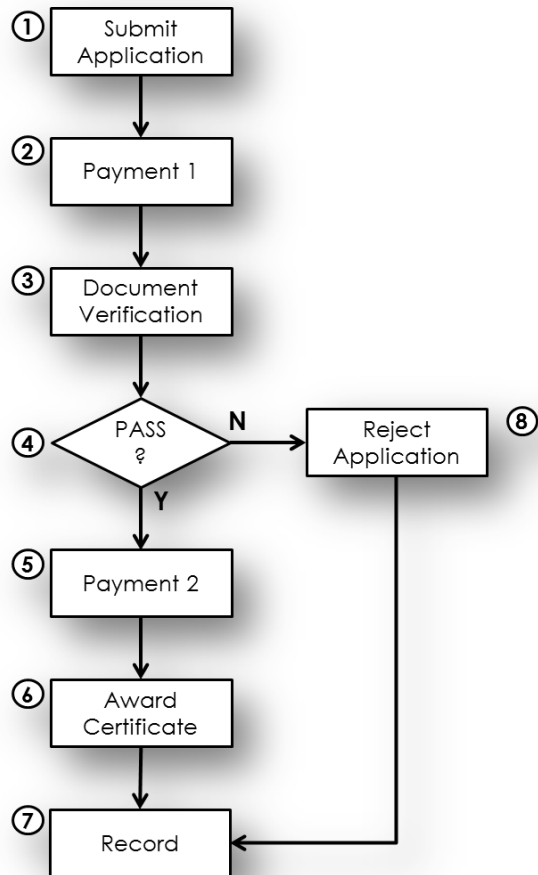 1
Submit
Application
2
Payment 1
3
Document
Verification
4
PASS
?
N
Y
8
Reject
Application
5
Payment 2
6
Award
Certificate
7
Record